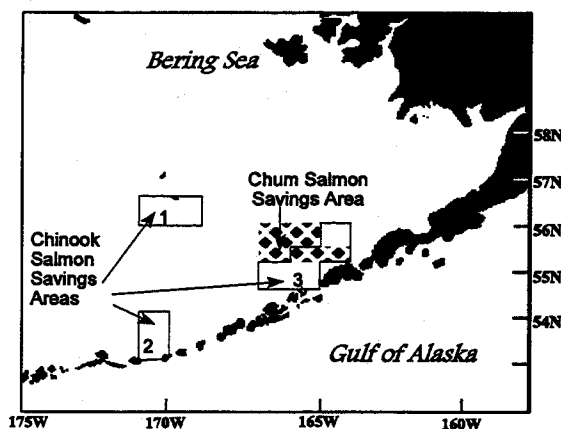 Bering Sea
58N
57N
Chum Salmon
Savings Area
1
56N
Chinook
Salmon
Savings
Areas
3
55N
2
54N
Gulf of Alaska
175W
170W
165W
160W